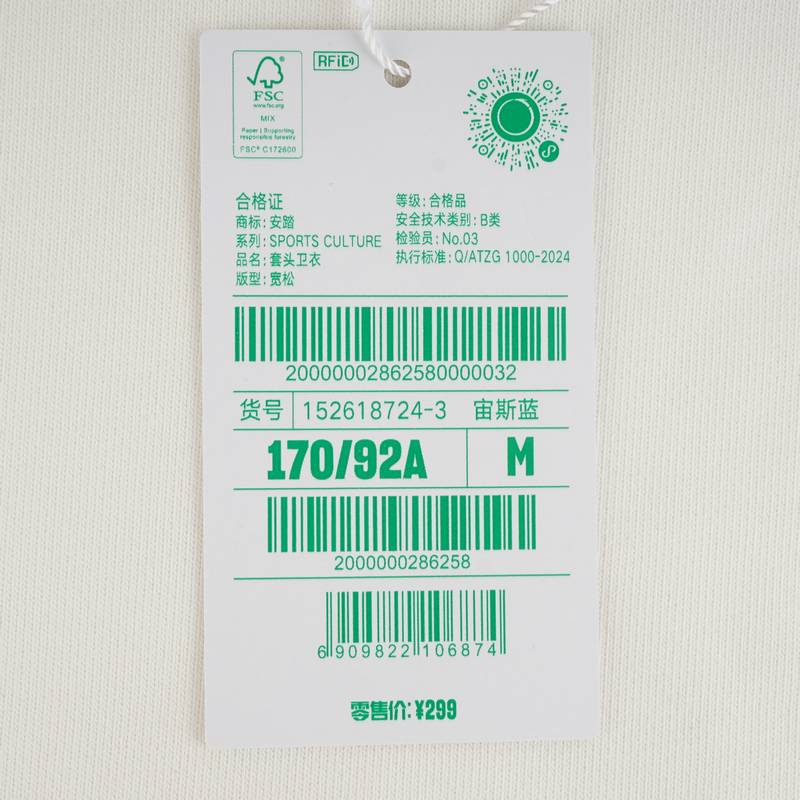 RFiD
FSC®
www.fsc.org
MIX
Paper | Supporting
responsible forestry
FSC® C172600
合格证
商标: 安踏
系列: SPORTS CULTURE
品名: 套头卫衣
版型: 宽松
等级: 合格品
安全技术类别: B类
检验员: No.03
执行标准: Q/ATZG 1000-2024
20000002862580000032
货号 152618724-3 宙斯蓝
170/92A M
2000000286258
6 909822 106874
零售价: ¥299